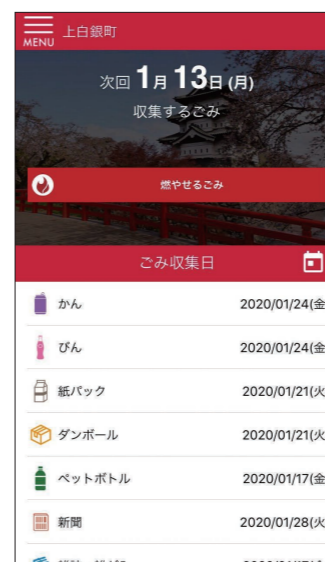 MENU 上白銀町
次回 1月 13日 (月)
収集するごみ
燃やせるごみ
ごみ収集日
かん 2020/01/24(金
びん 2020/01/24(金
紙パック 2020/01/21(火
ダンボール 2020/01/21(火
ペットボトル 2020/01/17(金
新聞 2020/01/28(火